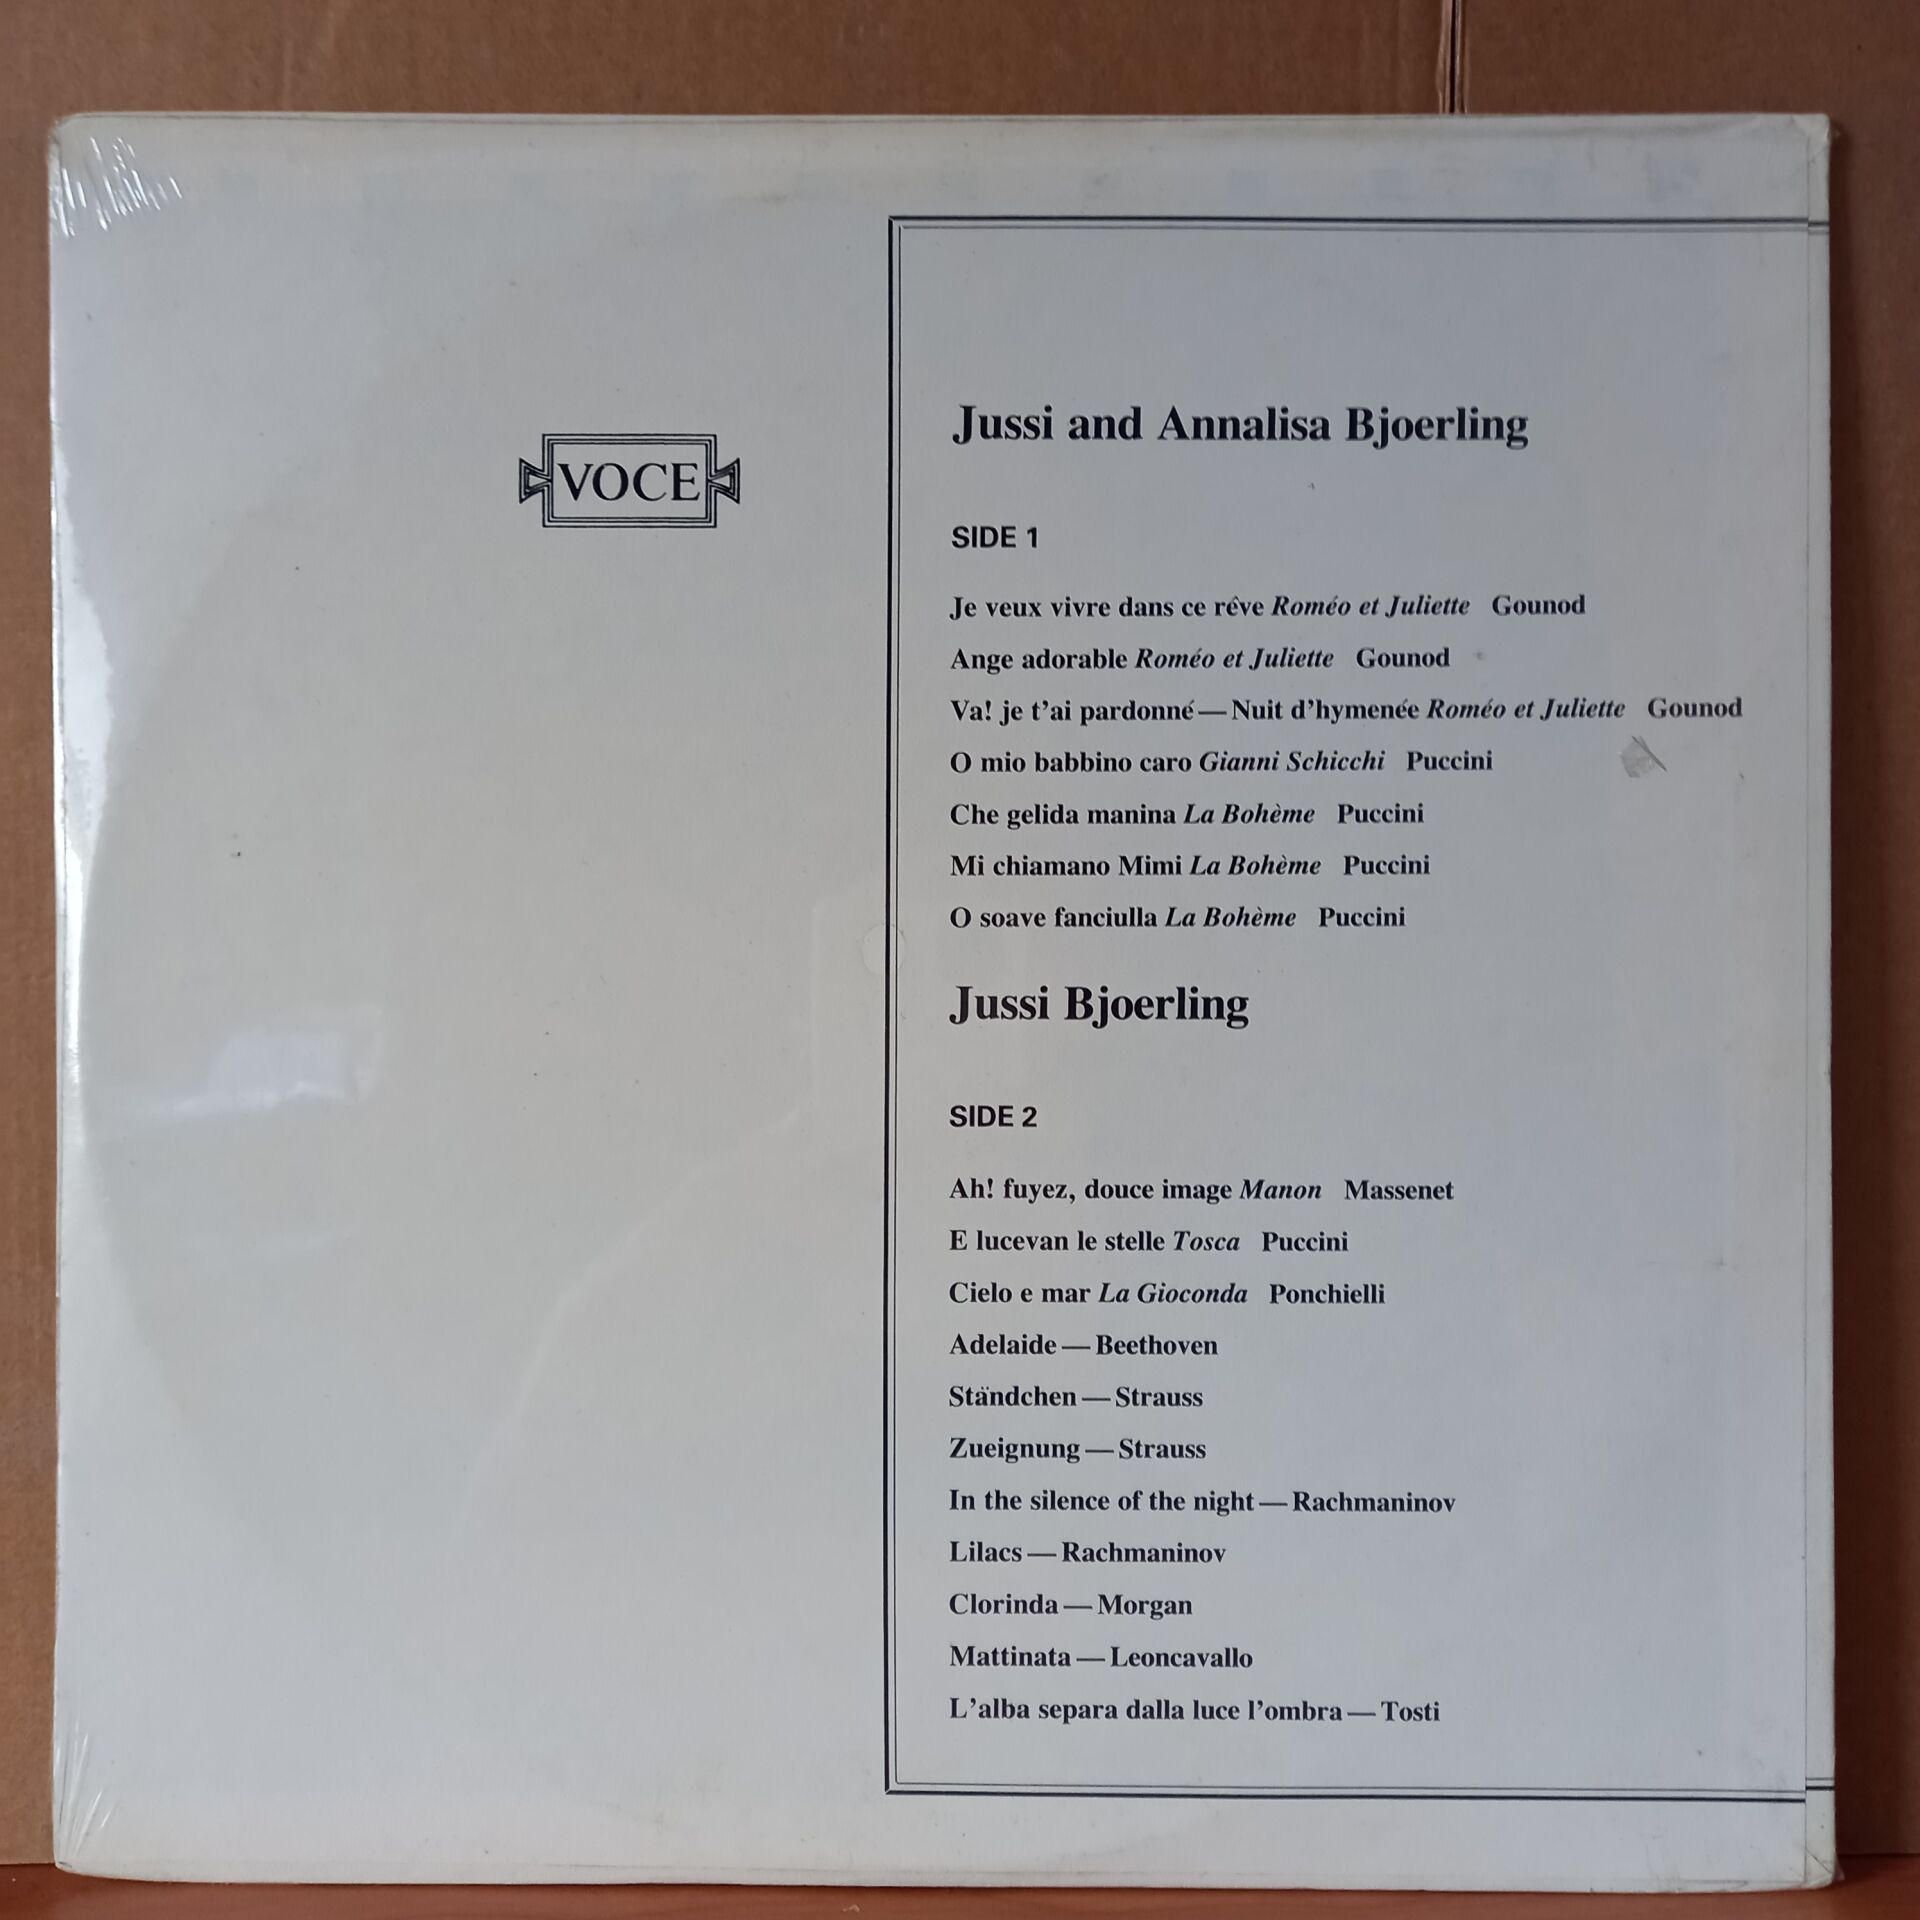 VOCE
Jussi and Annalisa Bjoerling
SIDE 1
Je veux vivre dans ce rêve Roméo et Juliette Gounod
Ange adorable Roméo et Juliette Gounod
Va! je t'ai pardonné—Nuit d'hymenée Roméo et Juliette Gounod
O mio babbino caro Gianni Schicchi Puccini
Che gelida manina La Bohème Puccini
Mi chiamano Mimi La Bohème Puccini
O soave fanciulla La Bohème Puccini
Jussi Bjoerling
SIDE 2
Ah! fuyez, douce image Manon Massenet
E lucevan le stelle Tosca Puccini
Cielo e mar La Gioconda Ponchielli
Adelaide—Beethoven
Ständchen—Strauss
Zueignung—Strauss
In the silence of the night—Rachmaninov
Lilacs—Rachmaninov
Clorinda—Morgan
Mattinata—Leoncavallo
L'alba separa dalla luce l'ombra—Tosti